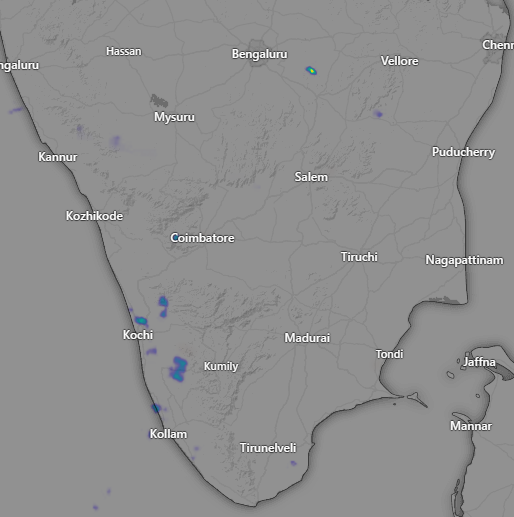 Hassan
Bengaluru
Chenn
ngaluru
Vellore
Mysuru
Kannur
Puducherry
Salem
Kozhikode
Coimbatore
Tiruchi
Nagapattinam
Kochi
Madurai
Tondi
Kumily
Jaffna
Kollam
Mannar
Tirunelveli